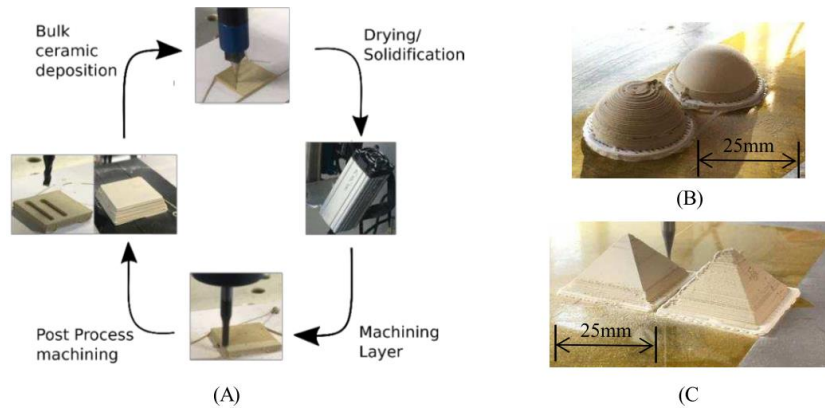 Bulk
ceramic
deposition
Drying/
Solidification
Post Process
machining
Machining
Layer
(A)
25mm
(B)
25mm
(C)